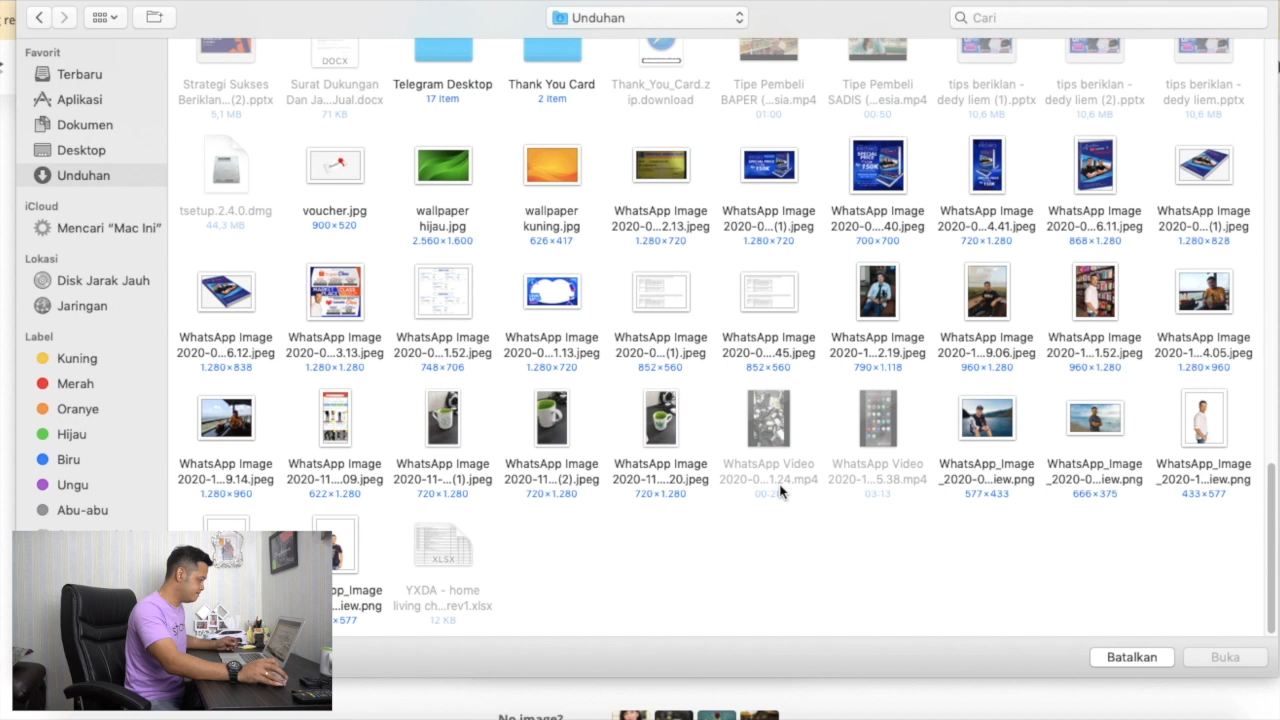 Unduhan
Cari
Favorit
Terbaru
Aplikasi
Dokumen
Desktop
Unduhan
iCloud
Mencari “Mac Ini”
Lokasi
Disk Jarak Jauh
Jaringan
Label
Kuning
Merah
Oranye
Hijau
Biru
Ungu
Abu-abu
DOCX
Strategi Sukses
Beriklan...(2).pptx
5,1 MB
Surat Dukungan
Dan Ja...Jual.docx
71 KB
Telegram Desktop
17 item
Thank You Card
2 item
Thank_You_Card.z
ip.download
Tipe Pembeli
BAPER (...sia.mp4
01:00
Tipe Pembeli
SADIS (...esia.mp4
00:50
tips beriklan -
dedy liem (1).pptx
10,6 MB
tips beriklan -
dedy liem (2).pptx
10,6 MB
tips beriklan -
dedy liem.pptx
10,6 MB
tsetup.2.4.0.dmg
44,3 MB
voucher.jpg
900×520
wallpaper
hijau.jpg
2.560×1.600
wallpaper
kuning.jpg
626×417
WhatsApp Image
2020-0...2.13.jpeg
1.280×720
WhatsApp Image
2020-0...(1).jpeg
1.280×720
WhatsApp Image
2020-0....40.jpeg
700×700
WhatsApp Image
2020-0...4.41.jpeg
720×1.280
WhatsApp Image
2020-0...6.11.jpeg
868×1.280
WhatsApp Image
2020-0...(1).jpeg
1.280×828
WhatsApp Image
2020-0...6.12.jpeg
1.280×838
WhatsApp Image
2020-0...3.13.jpeg
1.280×1.280
WhatsApp Image
2020-0...1.52.jpeg
748×706
WhatsApp Image
2020-0...1.13.jpeg
1.280×720
WhatsApp Image
2020-0...(1).jpeg
852×560
WhatsApp Image
2020-0....45.jpeg
852×560
WhatsApp Image
2020-1...2.19.jpeg
790×1.118
WhatsApp Image
2020-1...9.06.jpeg
960×1.280
WhatsApp Image
2020-1...1.52.jpeg
960×1.280
WhatsApp Image
2020-1...4.05.jpeg
1.280×960
WhatsApp Image
2020-1...9.14.jpeg
1.280×960
WhatsApp Image
2020-11....09.jpeg
622×1.280
WhatsApp Image
2020-11-...(1).jpeg
720×1.280
WhatsApp Image
2020-11...(2).jpeg
720×1.280
WhatsApp Image
2020-11....20.jpeg
720×1.280
WhatsApp Video
2020-0...1.24.mp4
WhatsApp Video
2020-1...5.38.mp4
03:13
WhatsApp_Image
_2020-0...iew.png
577×433
WhatsApp_Image
_2020-0...iew.png
666×375
WhatsApp_Image
_2020-1...iew.png
433×577
pp_Image
...iew.png
×577
XLSX
YXDA - home
living ch...rev1.xlsx
12 KB
Batalkan
Buka
No image?